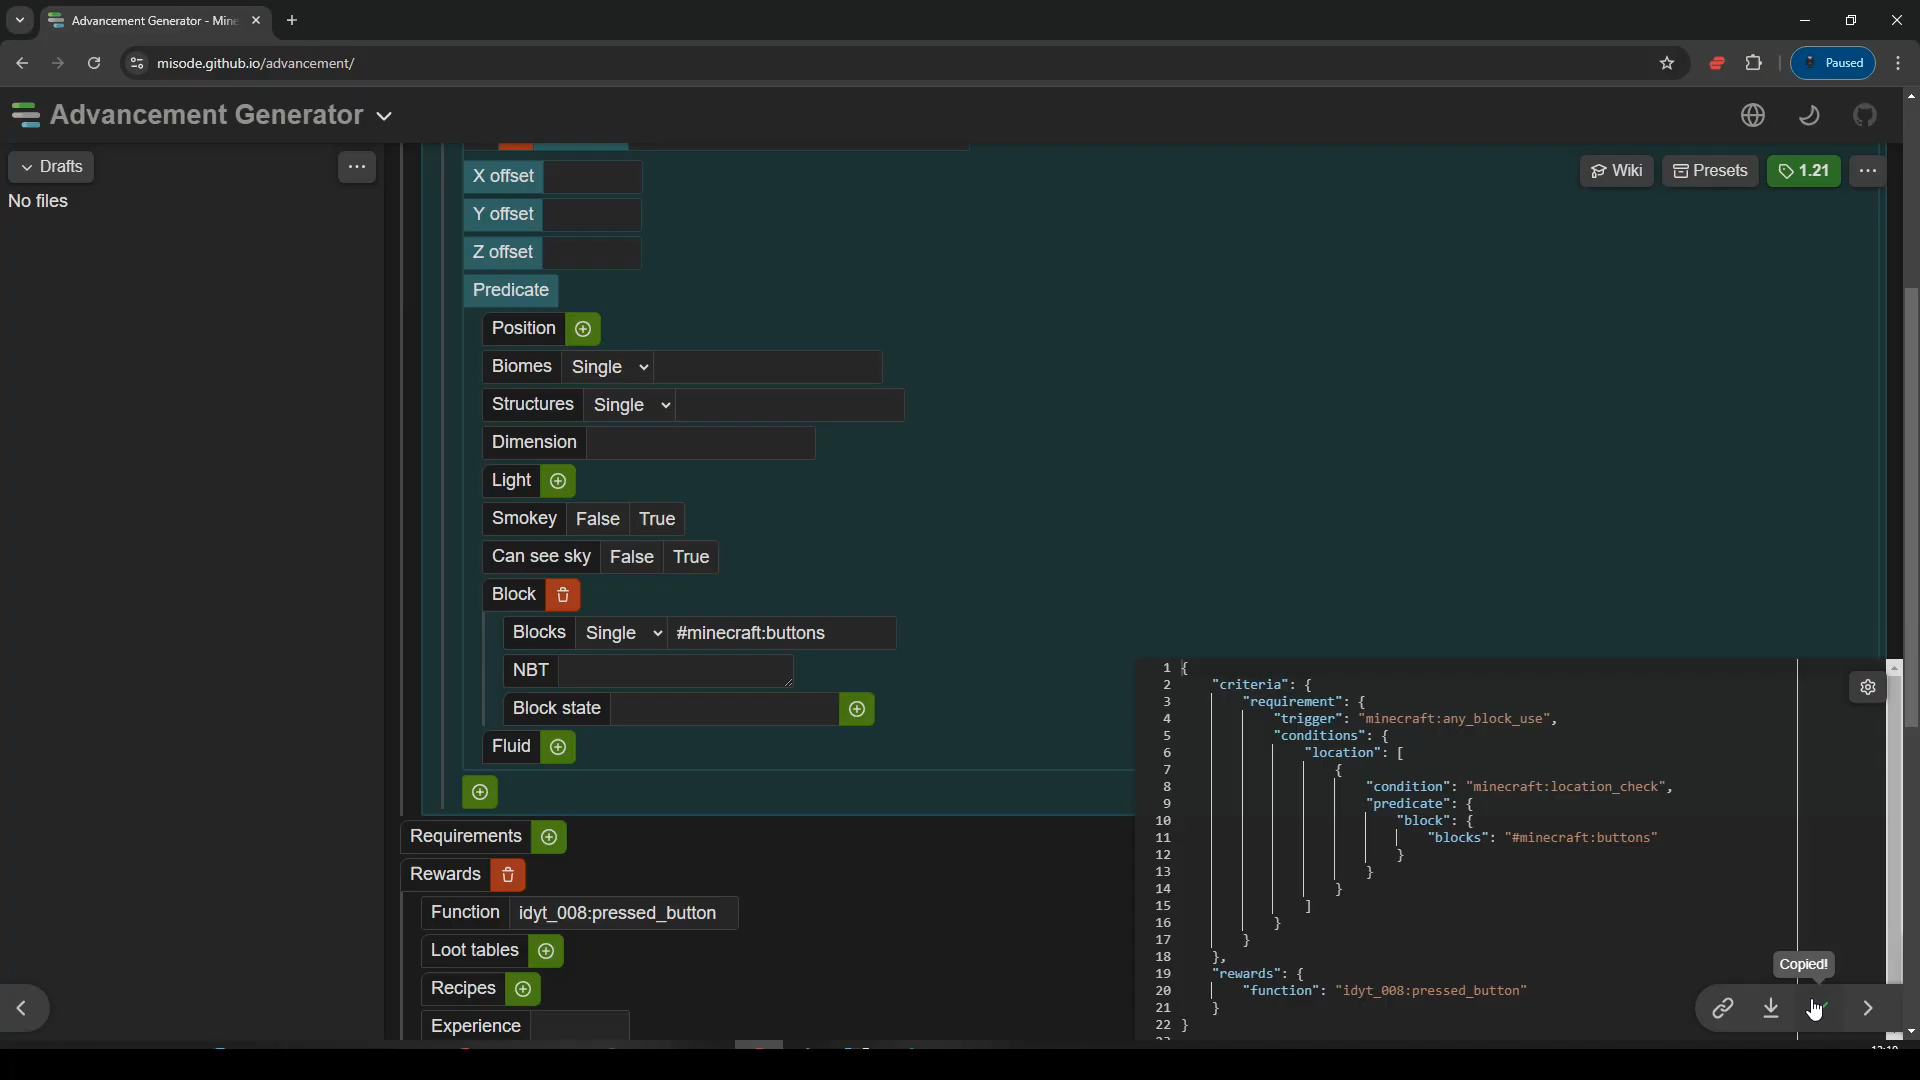 Advancement Generator - Mine
misode.github.io/advancement/
Paused
Advancement Generator
Drafts
No files
Wiki
Presets
1.21
X offset
Y offset
Z offset
Predicate
Position
Biomes Single
Structures Single
Dimension
Light
Smokey False True
Can see sky False True
Block
Blocks Single #minecraft:buttons
NBT
Block state
Fluid
Requirements
Rewards
Function idyt_008:pressed_button
Loot tables
Recipes
Experience
1 {
2 "criteria": {
3 "requirement": {
4 "trigger": "minecraft:any_block_use",
5 "conditions": {
6 "location": [
7 {
8 "condition": "minecraft:location_check",
9 "predicate": {
10 "block": {
11 "blocks": "#minecraft:buttons"
12 }
13 }
14 }
15 ]
16 }
17 }
18 },
19 "rewards": {
20 "function": "idyt_008:pressed_button"
21 }
22 }
Copied!